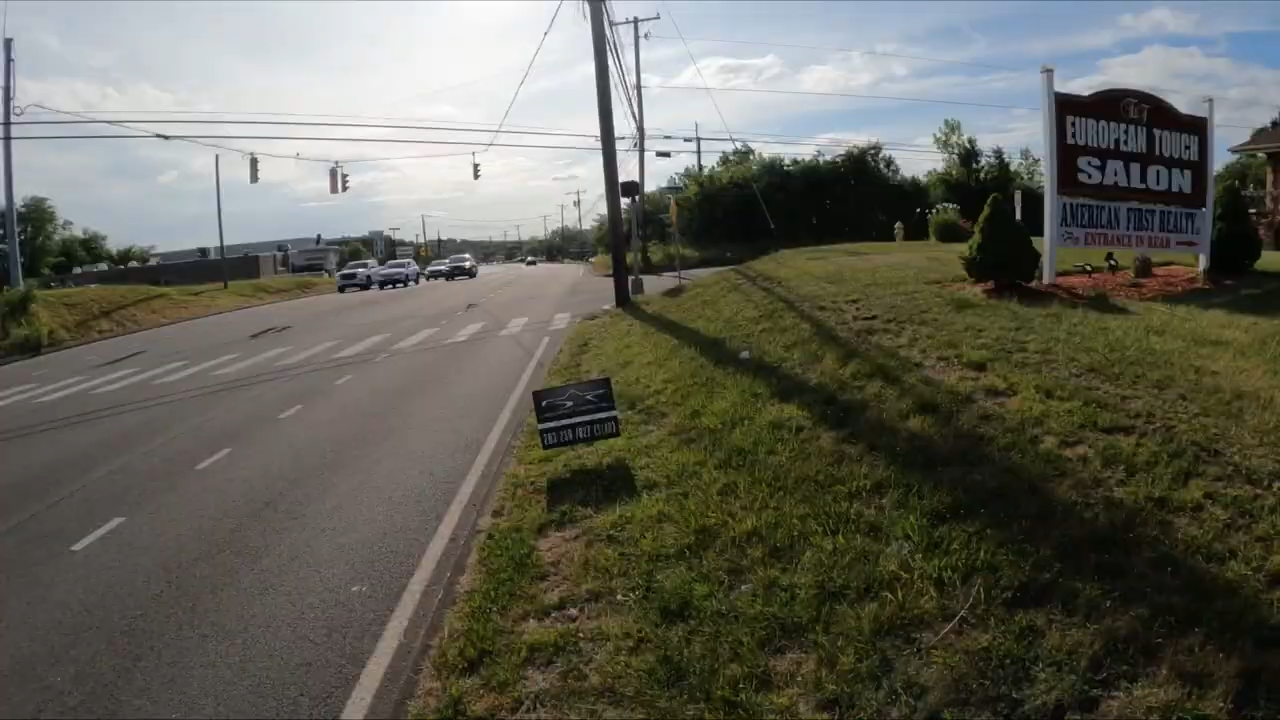 EUROPEAN TOUCH
SALON
AMERICAN FIRST REALTY
ENTRANCE IN REAR